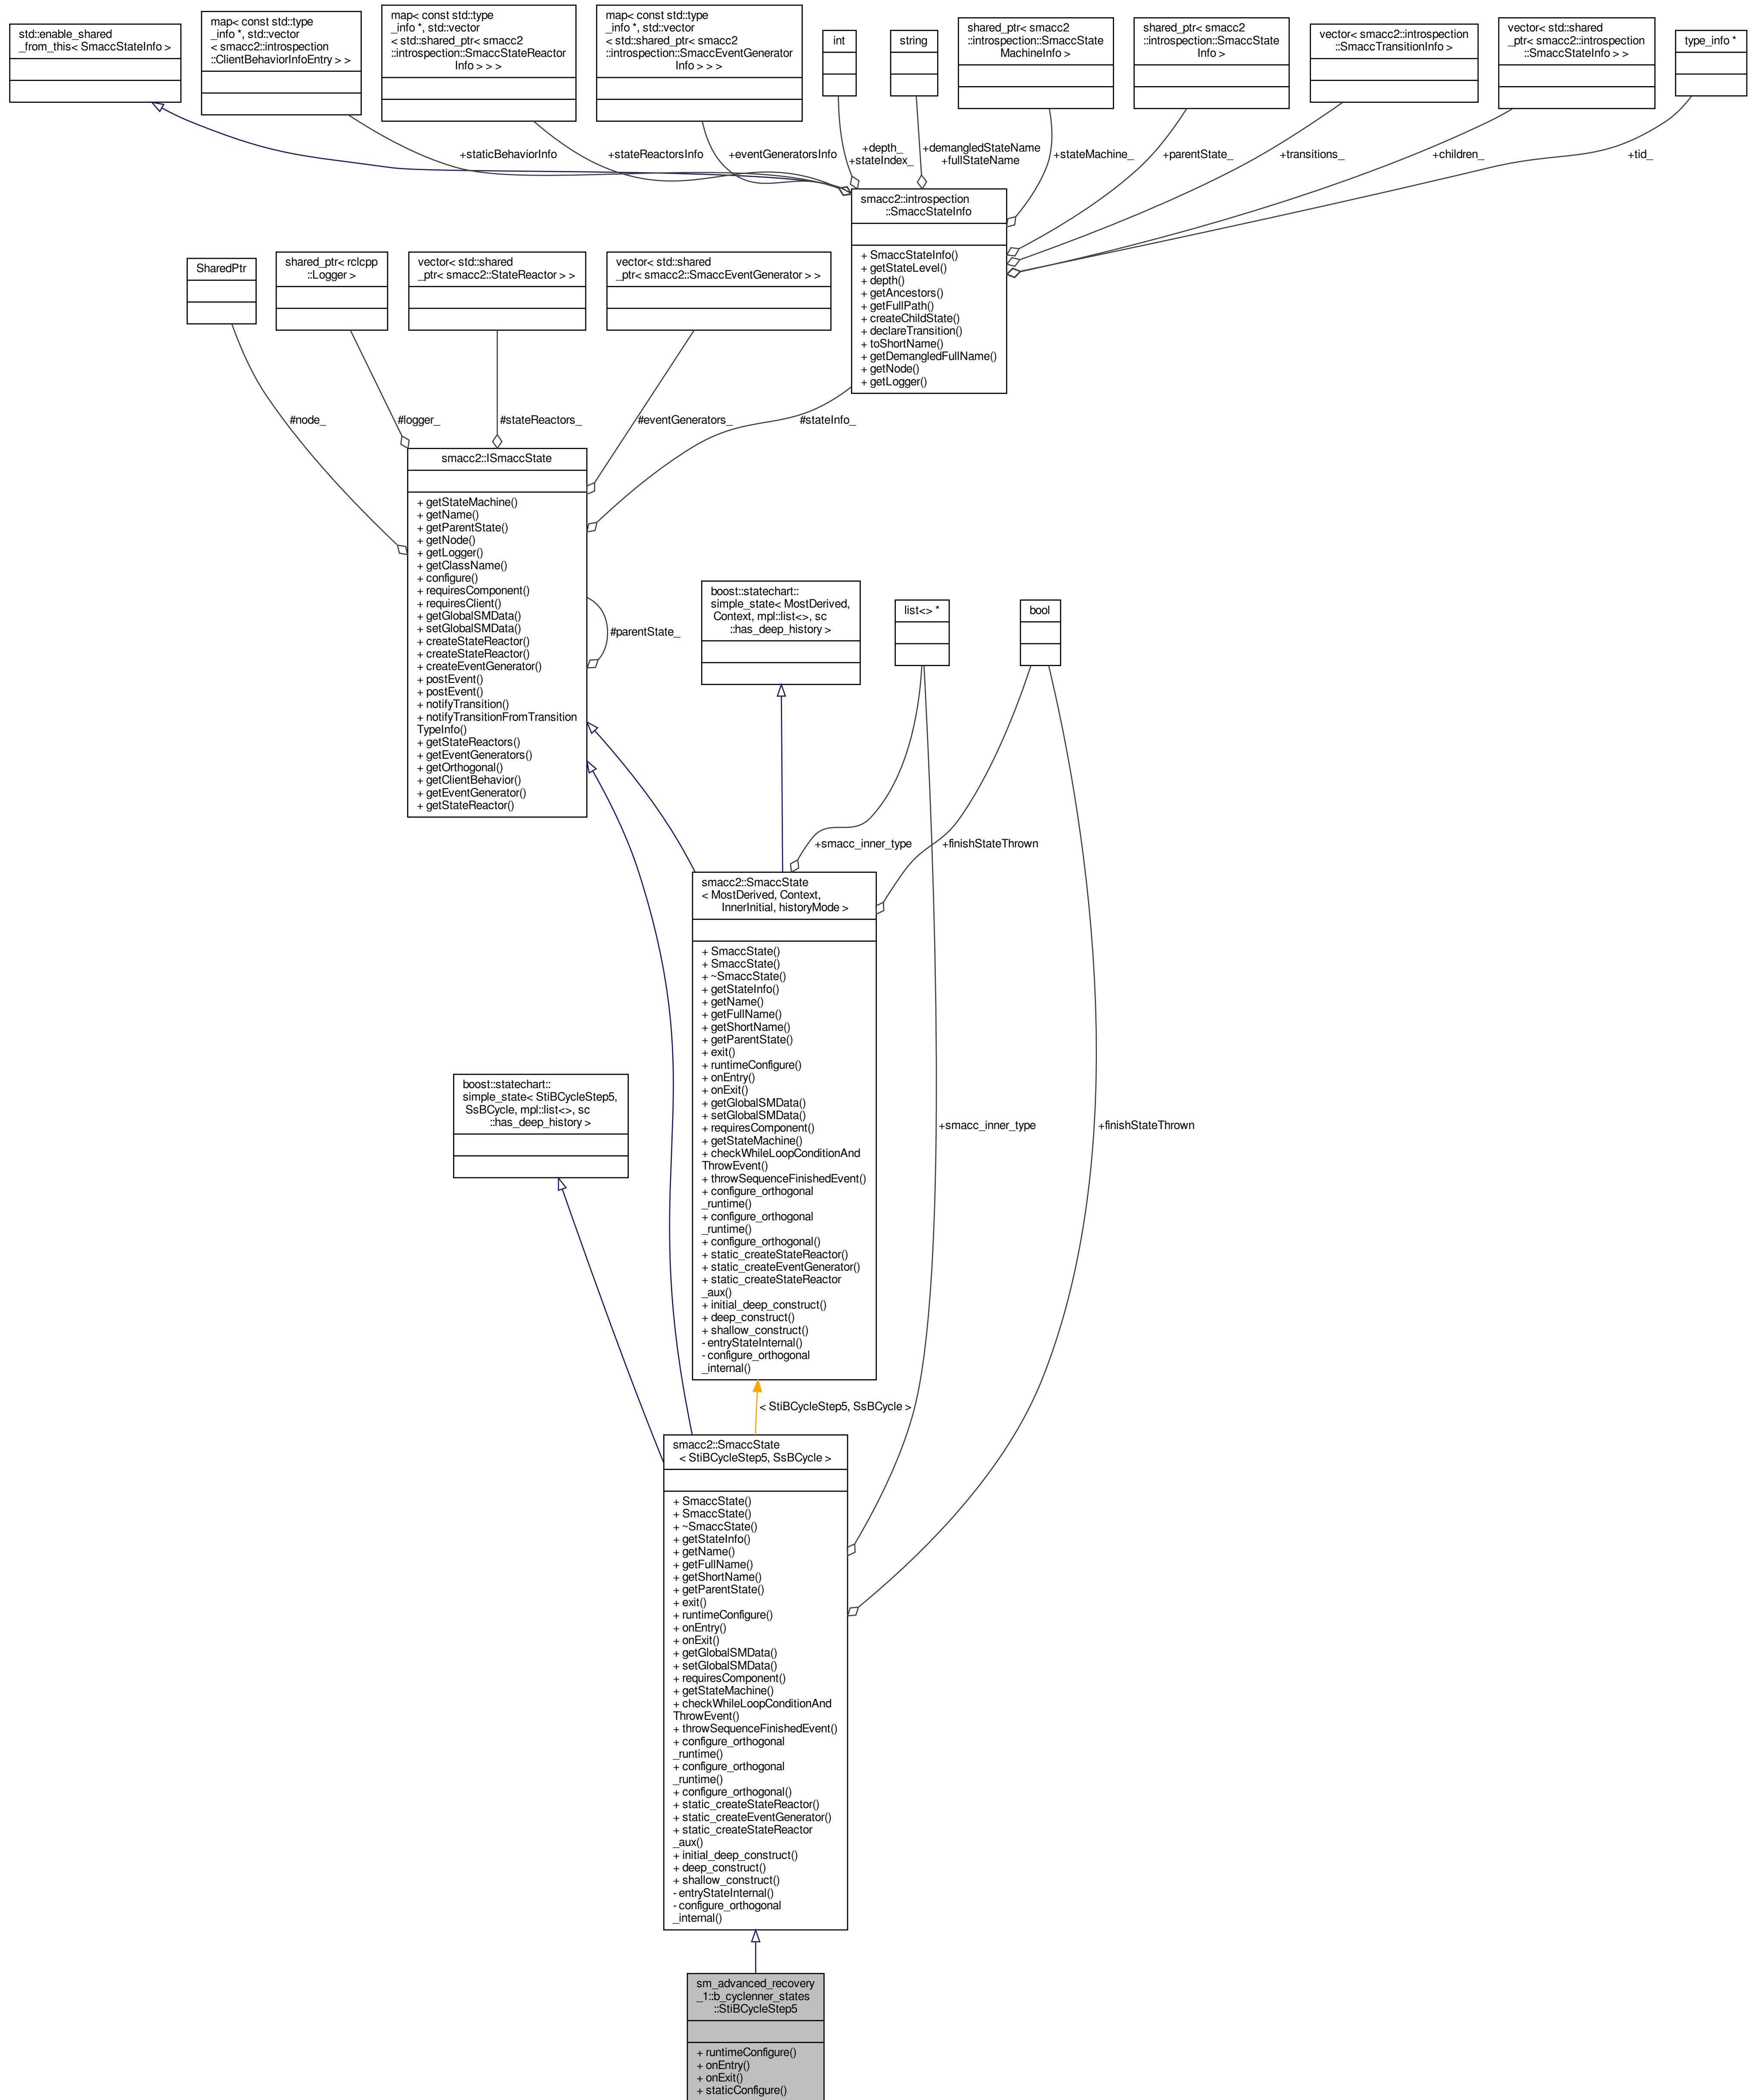 std::enable_shared
_from_this< SmaccStateInfo >
map< const std::type
_info *, std::vector
< smacc2::introspection
::ClientBehaviorInfoEntry > >
map< const std::type
_info *, std::vector
< std::shared_ptr< smacc2
::introspection::SmaccStateReactor
Info > > >
map< const std::type
_info *, std::vector
< std::shared_ptr< smacc2
::introspection::SmaccEventGenerator
Info > > >
int
string
shared_ptr< smacc2
::introspection::SmaccState
MachineInfo >
shared_ptr< smacc2
::introspection::SmaccState
Info >
vector< smacc2::introspection
::SmaccTransitionInfo >
vector< std::shared
_ptr< smacc2::introspection
::SmaccStateInfo > >
type_info *
+staticBehaviorInfo
+stateReactorsInfo
+eventGeneratorsInfo
+depth_
+stateIndex_
+demangledStateName
+fullStateName
+stateMachine_
+parentState_
+transitions_
+children_
+tid_
smacc2::introspection
::SmaccStateInfo
+ SmaccStateInfo()
+ getStateLevel()
+ depth()
+ getAncestors()
+ getFullPath()
+ createChildState()
+ declareTransition()
+ toShortName()
+ getDemangledFullName()
+ getNode()
+ getLogger()
SharedPtr
shared_ptr< rclcpp
::Logger >
vector< std::shared
_ptr< smacc2::StateReactor > >
vector< std::shared
_ptr< smacc2::SmaccEventGenerator > >
#node_
#logger_
#stateReactors_
#eventGenerators_
#stateInfo_
smacc2::ISmaccState
+ getStateMachine()
+ getName()
+ getParentState()
+ getNode()
+ getLogger()
+ getClassName()
+ configure()
+ requiresComponent()
+ requiresClient()
+ getGlobalSMData()
+ setGlobalSMData()
+ createStateReactor()
+ createStateReactor()
+ createEventGenerator()
+ postEvent()
+ postEvent()
+ notifyTransition()
+ notifyTransitionFromTransition
TypeInfo()
+ getStateReactors()
+ getEventGenerators()
+ getOrthogonal()
+ getClientBehavior()
+ getEventGenerator()
+ getStateReactor()
#parentState_
boost::statechart::
simple_state< MostDerived,
Context, mpl::list<>, sc
::has_deep_history >
list<> *
bool
+smacc_inner_type
+finishStateThrown
smacc2::SmaccState
< MostDerived, Context,
InnerInitial, historyMode >
+ SmaccState()
+ SmaccState()
+ ~SmaccState()
+ getStateInfo()
+ getName()
+ getFullName()
+ getShortName()
+ getParentState()
+ exit()
+ runtimeConfigure()
+ onEntry()
+ onExit()
+ getGlobalSMData()
+ setGlobalSMData()
+ requiresComponent()
+ getStateMachine()
+ checkWhileLoopConditionAnd
ThrowEvent()
+ throwSequenceFinishedEvent()
+ configure_orthogonal
_runtime()
+ configure_orthogonal
_runtime()
+ configure_orthogonal()
+ static_createStateReactor()
+ static_createEventGenerator()
+ static_createStateReactor
_aux()
+ initial_deep_construct()
+ deep_construct()
+ shallow_construct()
- entryStateInternal()
- configure_orthogonal
_internal()
boost::statechart::
simple_state< StiBCycleStep5,
SsBCycle, mpl::list<>, sc
::has_deep_history >
+smacc_inner_type
+finishStateThrown
< StiBCycleStep5, SsBCycle >
smacc2::SmaccState
< StiBCycleStep5, SsBCycle >
+ SmaccState()
+ SmaccState()
+ ~SmaccState()
+ getStateInfo()
+ getName()
+ getFullName()
+ getShortName()
+ getParentState()
+ exit()
+ runtimeConfigure()
+ onEntry()
+ onExit()
+ getGlobalSMData()
+ setGlobalSMData()
+ requiresComponent()
+ getStateMachine()
+ checkWhileLoopConditionAnd
ThrowEvent()
+ throwSequenceFinishedEvent()
+ configure_orthogonal
_runtime()
+ configure_orthogonal
_runtime()
+ configure_orthogonal()
+ static_createStateReactor()
+ static_createEventGenerator()
+ static_createStateReactor
_aux()
+ initial_deep_construct()
+ deep_construct()
+ shallow_construct()
- entryStateInternal()
- configure_orthogonal
_internal()
sm_advanced_recovery
_1::b_cyclenner_states
::StiBCycleStep5
+ runtimeConfigure()
+ onEntry()
+ onExit()
+ staticConfigure()